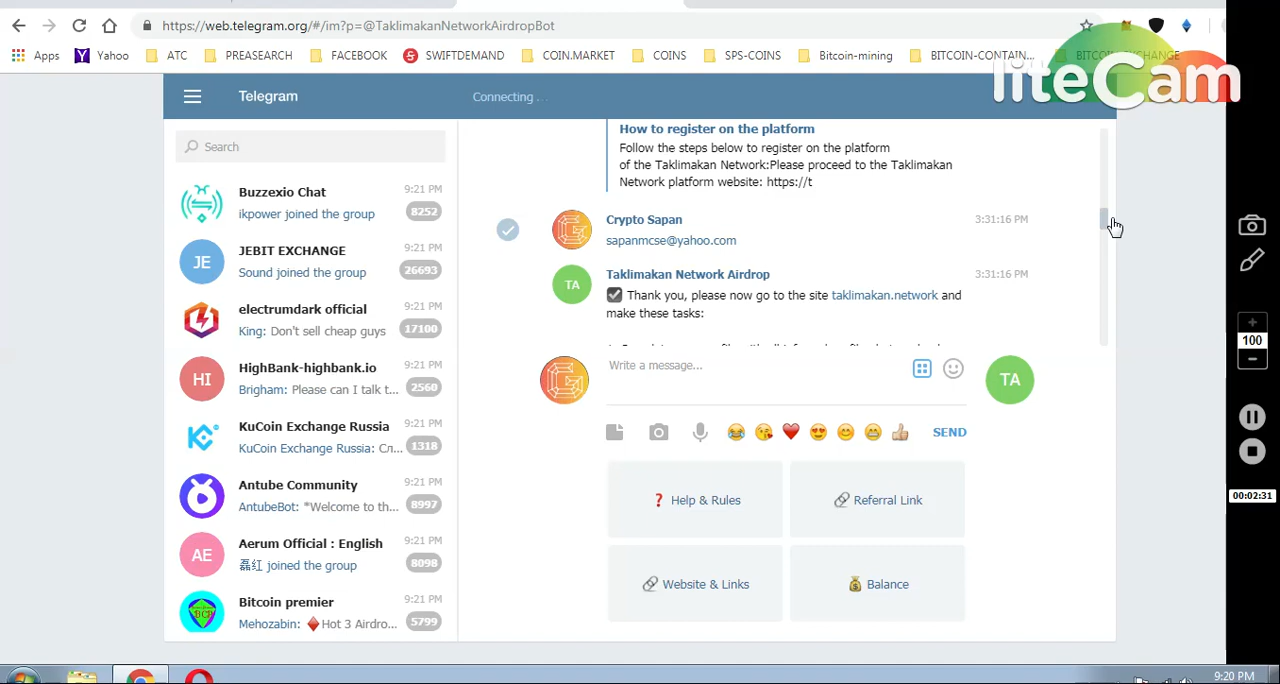 https://web.telegram.org/#/im?p=@TaklimakanNetworkAirdropBot
Apps Yahoo ATC PREASEARCH FACEBOOK SWIFTDEMAND COIN.MARKET COINS SPS-COINS Bitcoin-mining BITCOIN-CONTAIN... BITCOIN-EXCHANGE
liteCam
Telegram
Connecting ...
Search
Buzzexio Chat 9:21 PM
ikpower joined the group 8252
JEBIT EXCHANGE 9:21 PM
JE
Sound joined the group 26693
electrumdark official 9:21 PM
King: Don't sell cheap guys 17100
HighBank-highbank.io 9:21 PM
HI
Brigham: Please can I talk t... 2560
KuCoin Exchange Russia 9:21 PM
KuCoin Exchange Russia: Сл... 1318
Antube Community 9:21 PM
AntubeBot: *Welcome to th... 8997
Aerum Official : English 9:21 PM
AE
磊红 joined the group 8098
Bitcoin premier 9:21 PM
BCP
Mehozabin: Hot 3 Airdro... 5799
How to register on the platform
Follow the steps below to register on the platform
of the Taklimakan Network:Please proceed to the Taklimakan
Network platform website: https://t
Crypto Sapan 3:31:16 PM
sapanmcse@yahoo.com
Taklimakan Network Airdrop 3:31:16 PM
TA
Thank you, please now go to the site taklimakan.network and
make these tasks:
Write a message...
TA
SEND
Help & Rules
Referral Link
Website & Links
Balance
100
00:02:31
9:20 PM